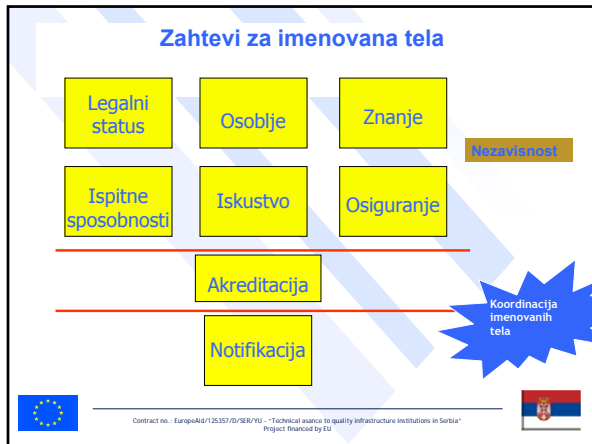 Zahtevi za imenovana tela
Legalni
status
Osoblje
Znanje
Nezavisnost
Ispitne
sposobnosti
Iskustvo
Osiguranje
Akreditacija
Koordinacija
imenovanih
tela
Notifikacija
Contract no. : EuropeAid/125357/D/SER/YU - "Technical asance to quality infrastructure institutions in Serbia"
Project financed by EU